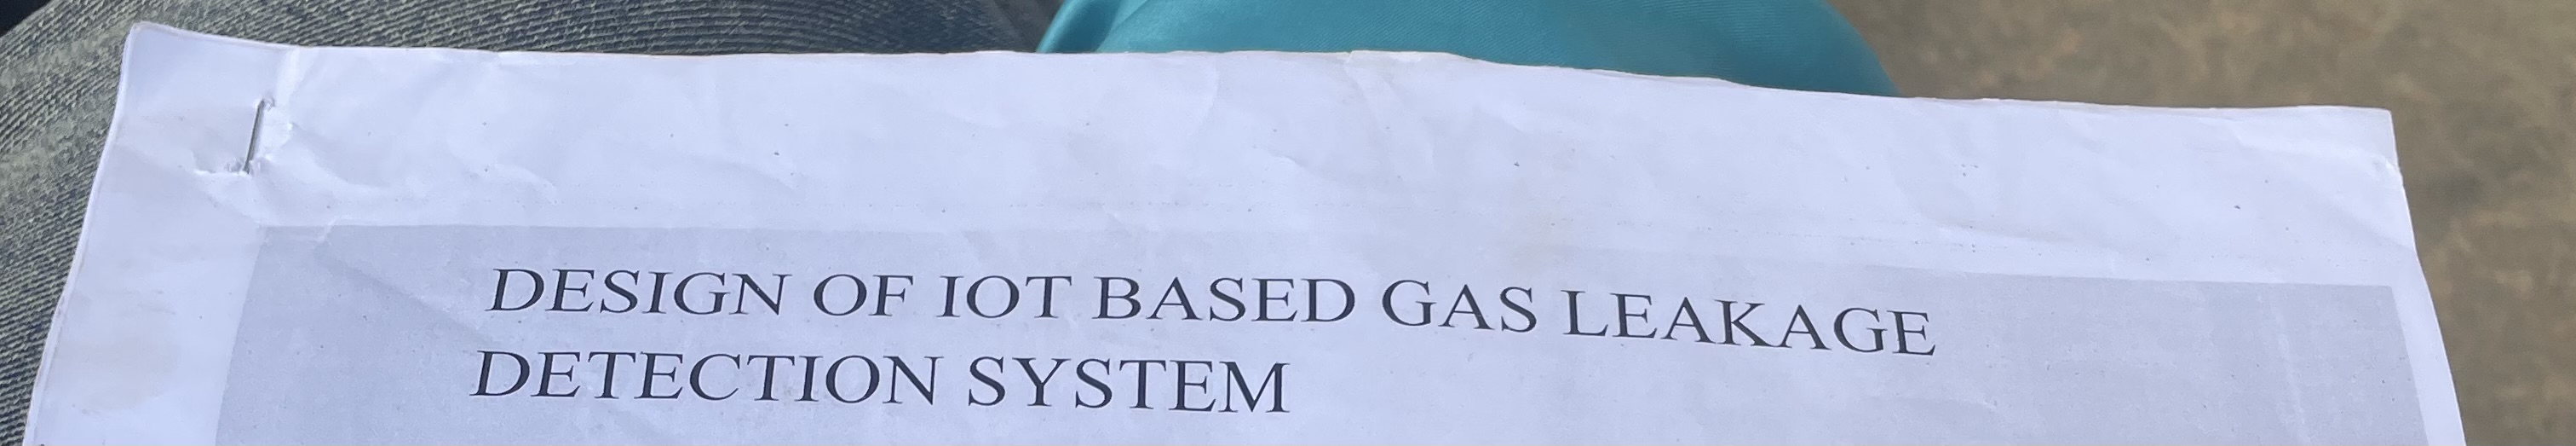 DESIGN OF IOT BASED GAS LEAKAGE
DETECTION SYSTEM